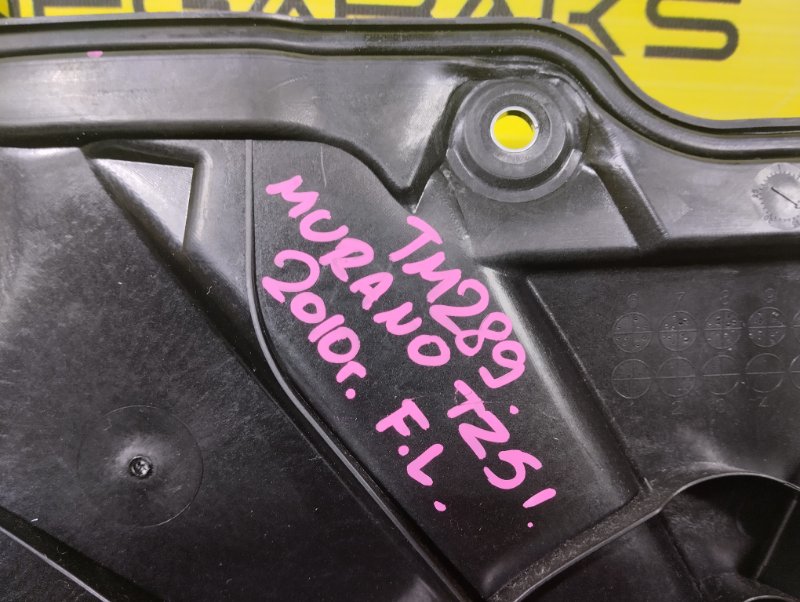 TM289.
MURANO TZ51.
2010г. F.L.